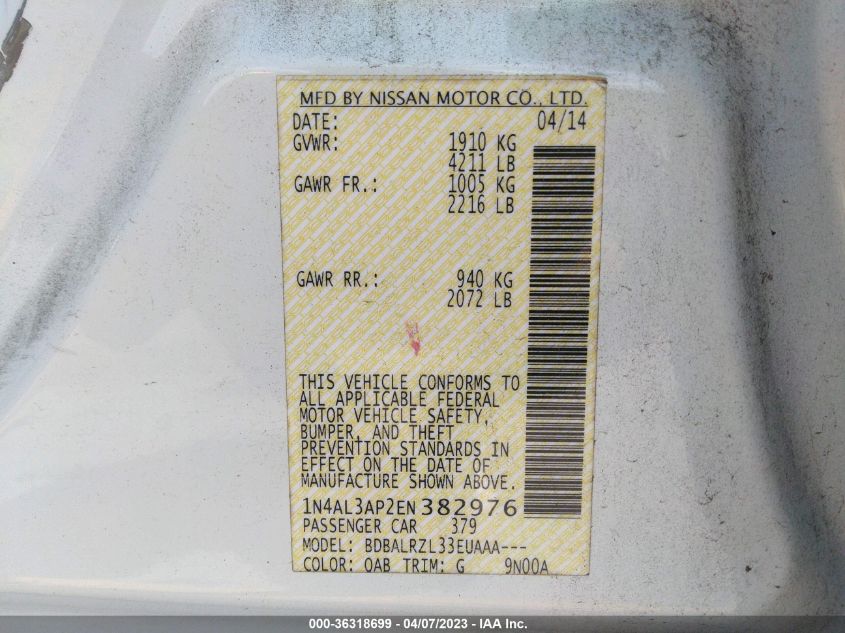 MFD BY NISSAN MOTOR CO., LTD.
DATE: 04/14
GVWR: 1910 KG
4211 LB
GAWR FR.: 1005 KG
2216 LB
GAWR RR.: 940 KG
2072 LB
THIS VEHICLE CONFORMS TO
ALL APPLICABLE FEDERAL
MOTOR VEHICLE SAFETY,
BUMPER, AND THEFT
PREVENTION STANDARDS IN
EFFECT ON THE DATE OF
MANUFACTURE SHOWN ABOVE.
1N4AL3AP2EN382976
PASSENGER CAR 379
MODEL: BDBALRZL33EUAAA---
COLOR: QAB TRIM: G 9N00A
000-36318699 - 04/07/2023 - IAA Inc.